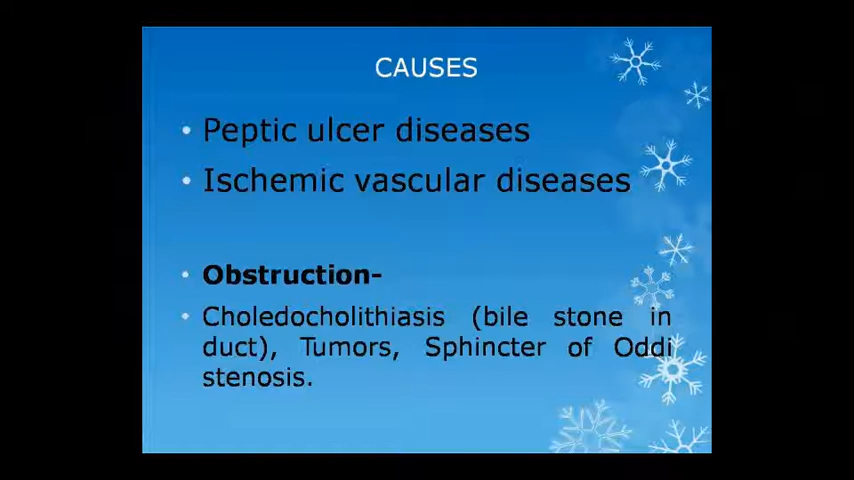 CAUSES
• Peptic ulcer diseases
• Ischemic vascular diseases
• Obstruction-
• Choledocholithiasis (bile stone in
duct), Tumors, Sphincter of Oddi
stenosis.